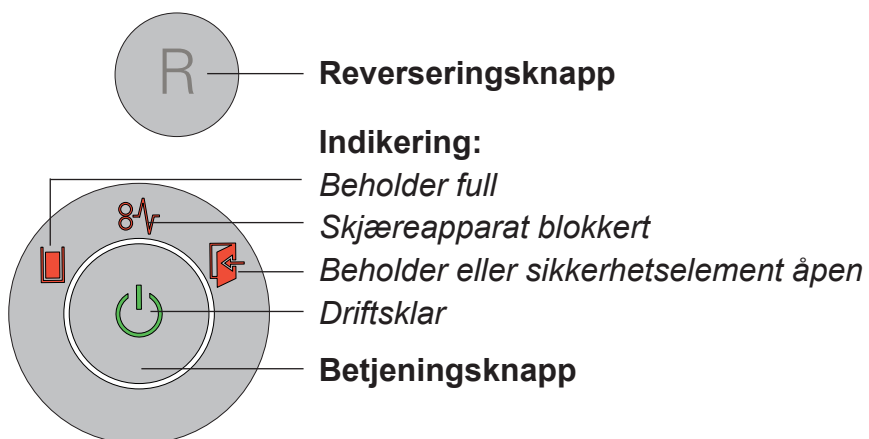 R
Reverseringsknapp
Indikering:
Beholder full
Skjæreapparat blokkert
Beholder eller sikkerhetselement åpen
Driftsklar
Betjeningsknapp